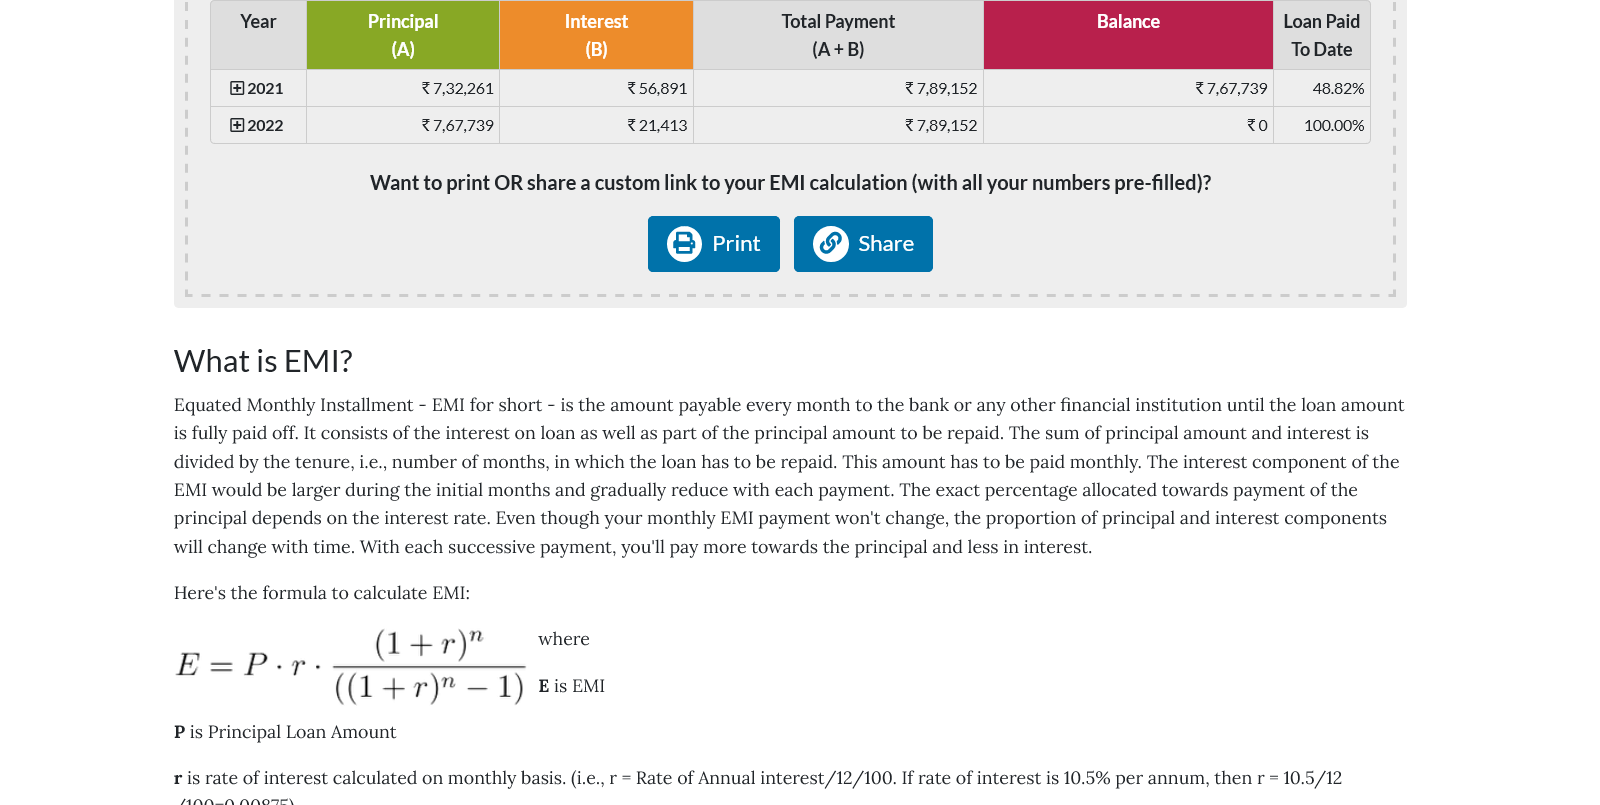 Year Principal Interest Total Payment Balance Loan Paid
(A) (B) (A + B) To Date
2021 ₹ 7,32,261 ₹ 56,891 ₹ 7,89,152 ₹ 7,67,739 48.82%
2022 ₹ 7,67,739 ₹ 21,413 ₹ 7,89,152 ₹ 0 100.00%
Want to print OR share a custom link to your EMI calculation (with all your numbers pre-filled)?
Print Share
What is EMI?
Equated Monthly Installment - EMI for short - is the amount payable every month to the bank or any other financial institution until the loan amount
is fully paid off. It consists of the interest on loan as well as part of the principal amount to be repaid. The sum of principal amount and interest is
divided by the tenure, i.e., number of months, in which the loan has to be repaid. This amount has to be paid monthly. The interest component of the
EMI would be larger during the initial months and gradually reduce with each payment. The exact percentage allocated towards payment of the
principal depends on the interest rate. Even though your monthly EMI payment won't change, the proportion of principal and interest components
will change with time. With each successive payment, you'll pay more towards the principal and less in interest.
Here's the formula to calculate EMI:
E = P · r · (1 + r)^n / ((1 + r)^n − 1)
where
E is EMI
P is Principal Loan Amount
r is rate of interest calculated on monthly basis. (i.e., r = Rate of Annual interest/12/100. If rate of interest is 10.5% per annum, then r = 10.5/12
/100=0.00875)